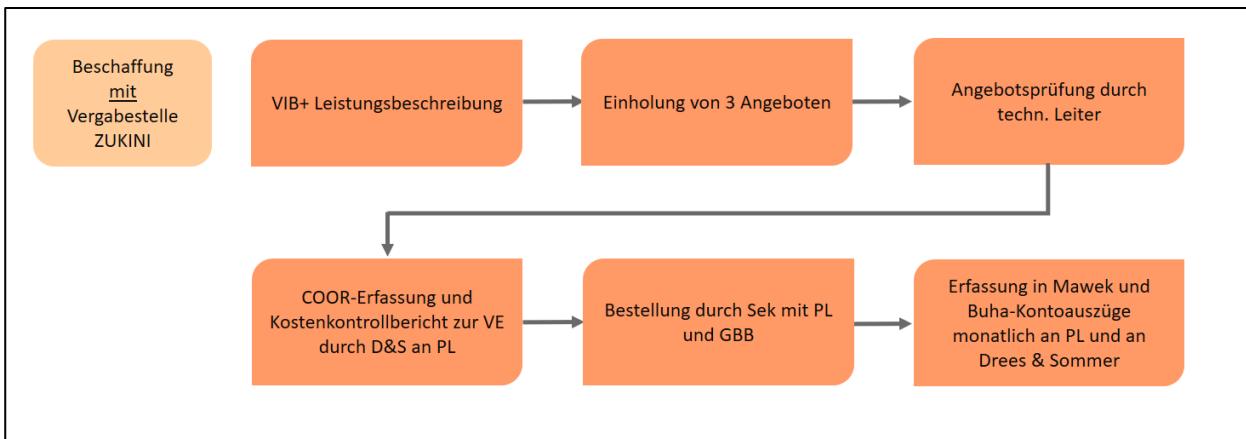 Beschaffung
mit
Vergabestelle
ZUKINI
VIB+ Leistungsbeschreibung
Einholung von 3 Angeboten
Angebotsprüfung durch
techn. Leiter
COOR-Erfassung und
Kostenkontrollbericht zur VE
durch D&S an PL
Bestellung durch Sek mit PL
und GBB
Erfassung in Mawek und
Buha-Kontoauszüge
monatlich an PL und an
Drees & Sommer